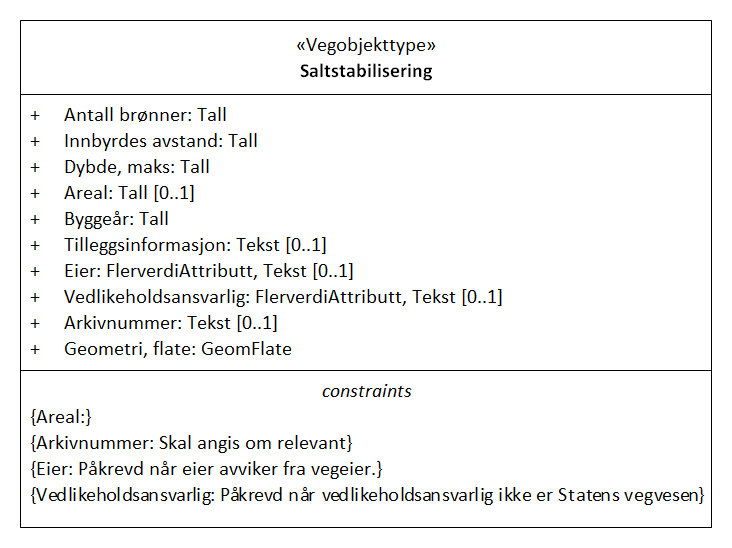 «Vegobjekttype»
Saltstabilisering
+ Antall brønner: Tall
+ Innbyrdes avstand: Tall
+ Dybde, maks: Tall
+ Areal: Tall [0..1]
+ Byggeår: Tall
+ Tilleggsinformasjon: Tekst [0..1]
+ Eier: FlerverdiAttributt, Tekst [0..1]
+ Vedlikeholdsansvarlig: FlerverdiAttributt, Tekst [0..1]
+ Arkivnummer: Tekst [0..1]
+ Geometri, flate: GeomFlate
constraints
{Areal:}
{Arkivnummer: Skal angis om relevant}
{Eier: Påkrevd når eier avviker fra vegeier.}
{Vedlikeholdsansvarlig: Påkrevd når vedlikeholdsansvarlig ikke er Statens vegvesen}